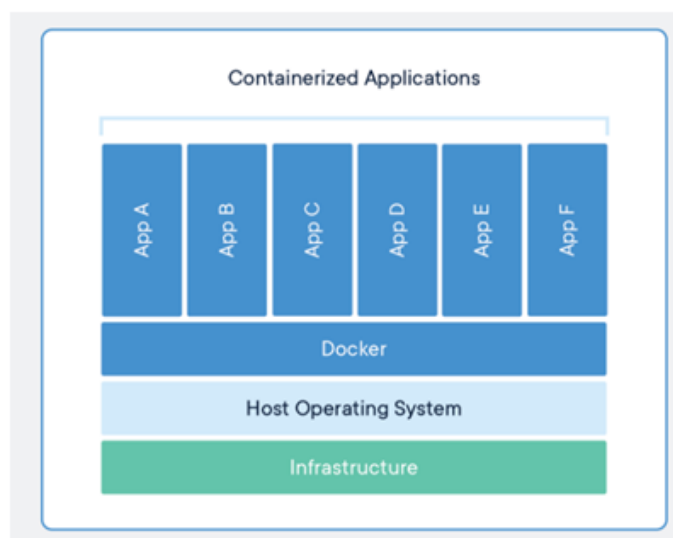 Containerized Applications
App A
App B
App C
App D
App E
App F
Docker
Host Operating System
Infrastructure